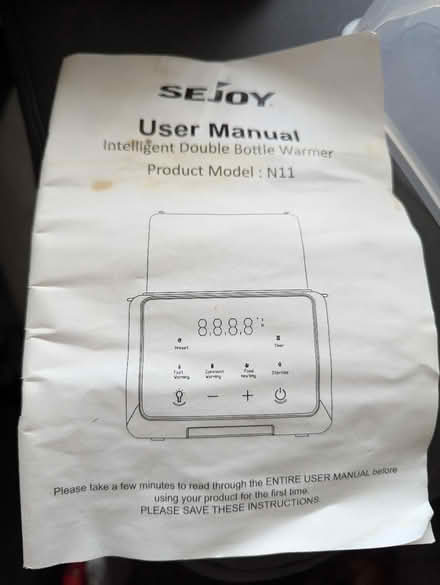 SEJOY
User Manual
Intelligent Double Bottle Warmer
Product Model : N11
8.8.8.8
Preset
Timer
Fast Constant Food Sterilize
Warming Warming Heating
Please take a few minutes to read through the ENTIRE USER MANUAL before
using your product for the first time.
PLEASE SAVE THESE INSTRUCTIONS.